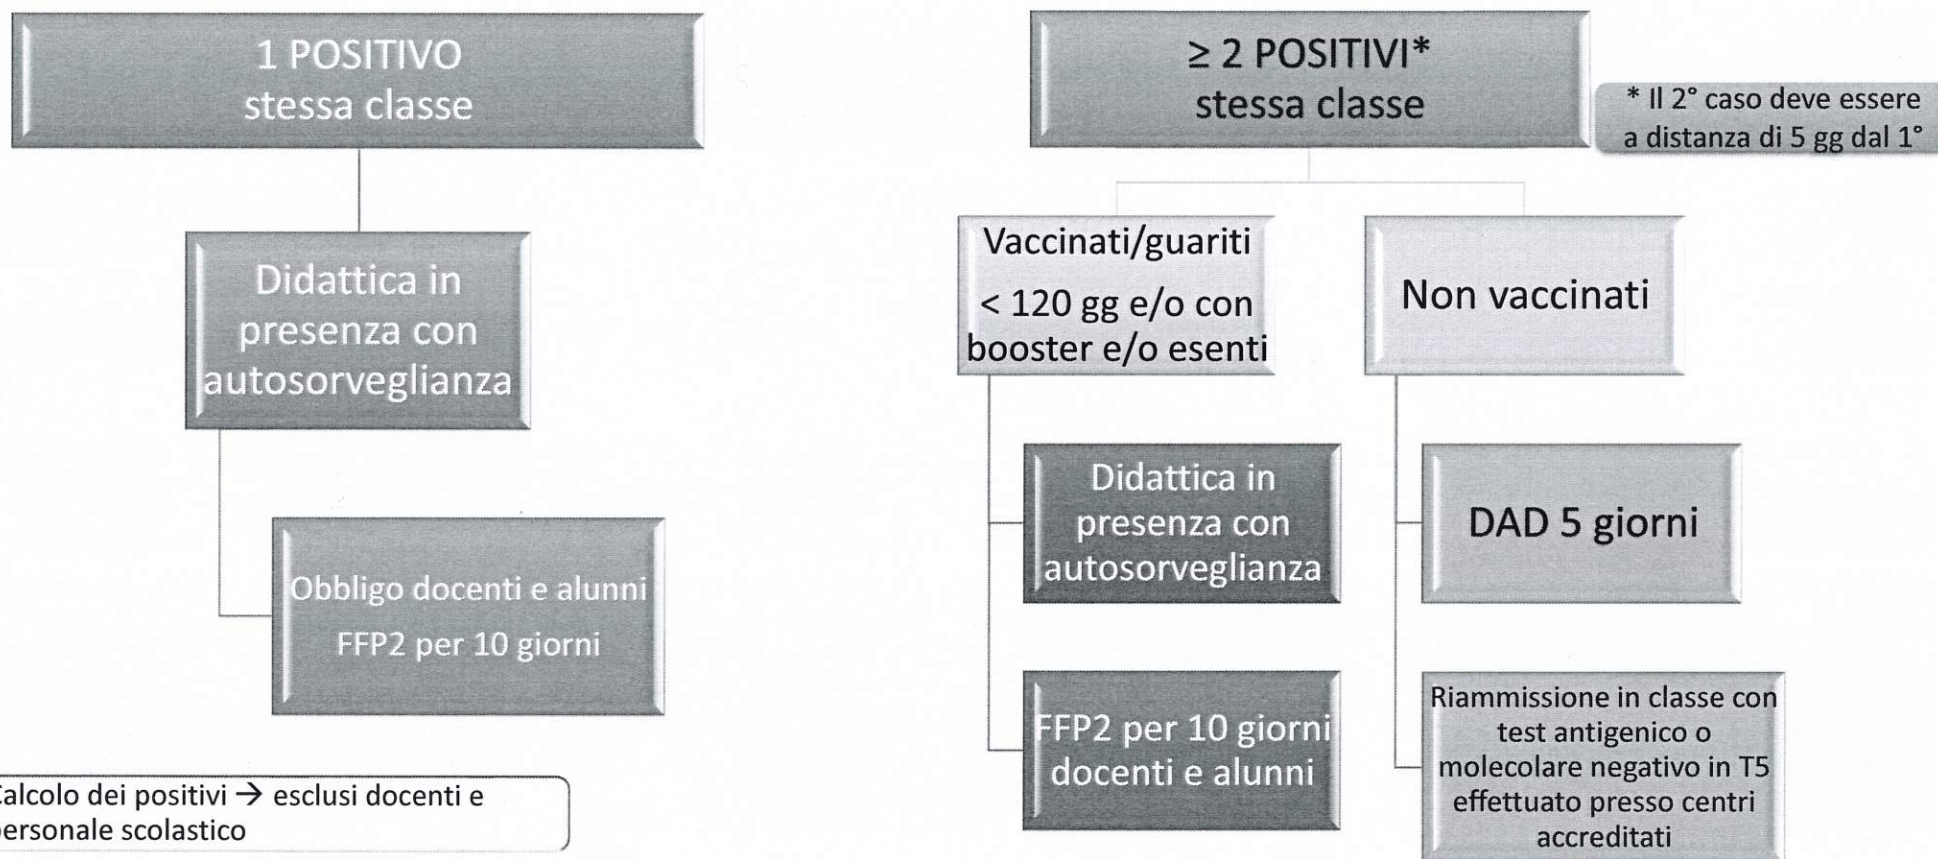 1 POSITIVO
stessa classe
Didattica in
presenza con
autosorveglianza
Obbligo docenti e alunni
FFP2 per 10 giorni
Calcolo dei positivi → esclusi docenti e
personale scolastico
≥ 2 POSITIVI*
stessa classe
* Il 2° caso deve essere
a distanza di 5 gg dal 1°
Vaccinati/guariti
< 120 gg e/o con
booster e/o esenti
Didattica in
presenza con
autosorveglianza
FFP2 per 10 giorni
docenti e alunni
Non vaccinati
DAD 5 giorni
Riammissione in classe con
test antigenico o
molecolare negativo in T5
effettuato presso centri
accreditati